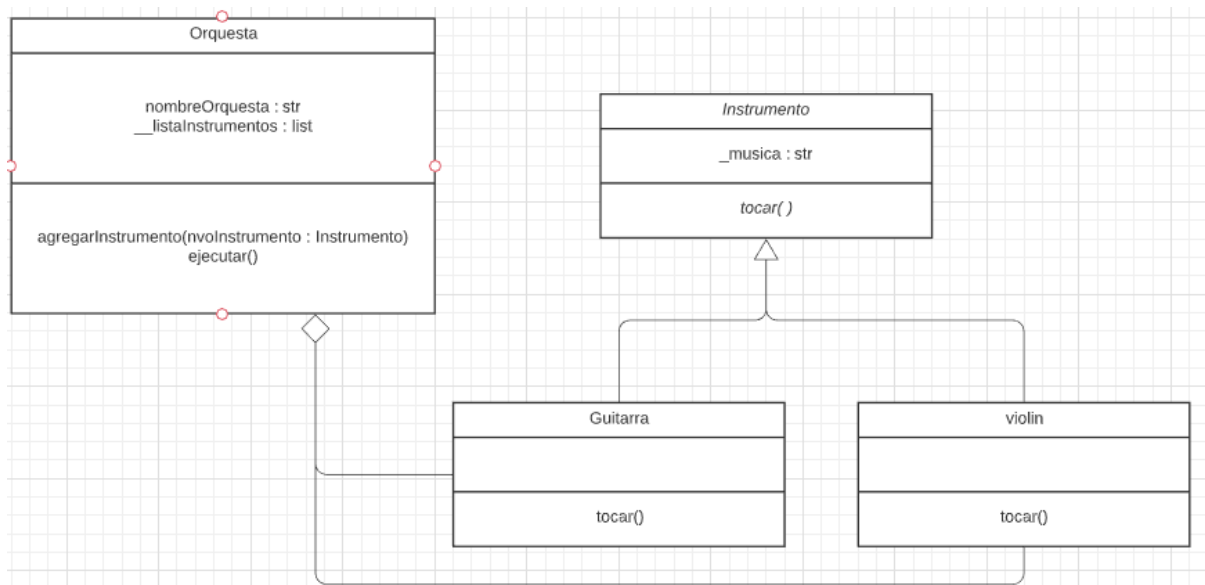 Orquesta
nombreOrquesta : str
__listaInstrumentos : list
agregarInstrumento(nvoInstrumento : Instrumento)
ejecutar()
Instrumento
_musica : str
tocar( )
Guitarra
tocar()
violin
tocar()